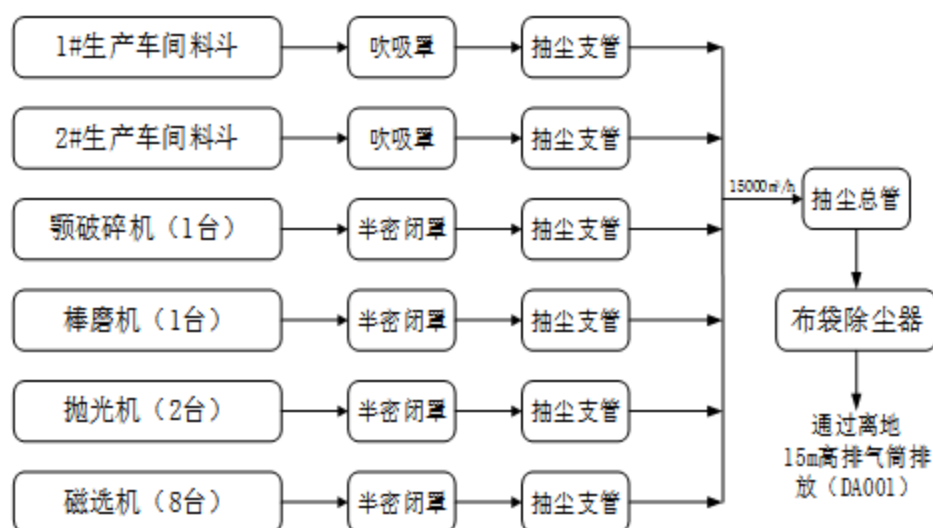 1#生产车间料斗
吹吸罩
抽尘支管
2#生产车间料斗
吹吸罩
抽尘支管
颚破碎机（1台）
半密闭罩
抽尘支管
棒磨机（1台）
半密闭罩
抽尘支管
抛光机（2台）
半密闭罩
抽尘支管
磁选机（8台）
半密闭罩
抽尘支管
15000m³/h
抽尘总管
布袋除尘器
通过离地
15m高排气筒排
放（DA001）